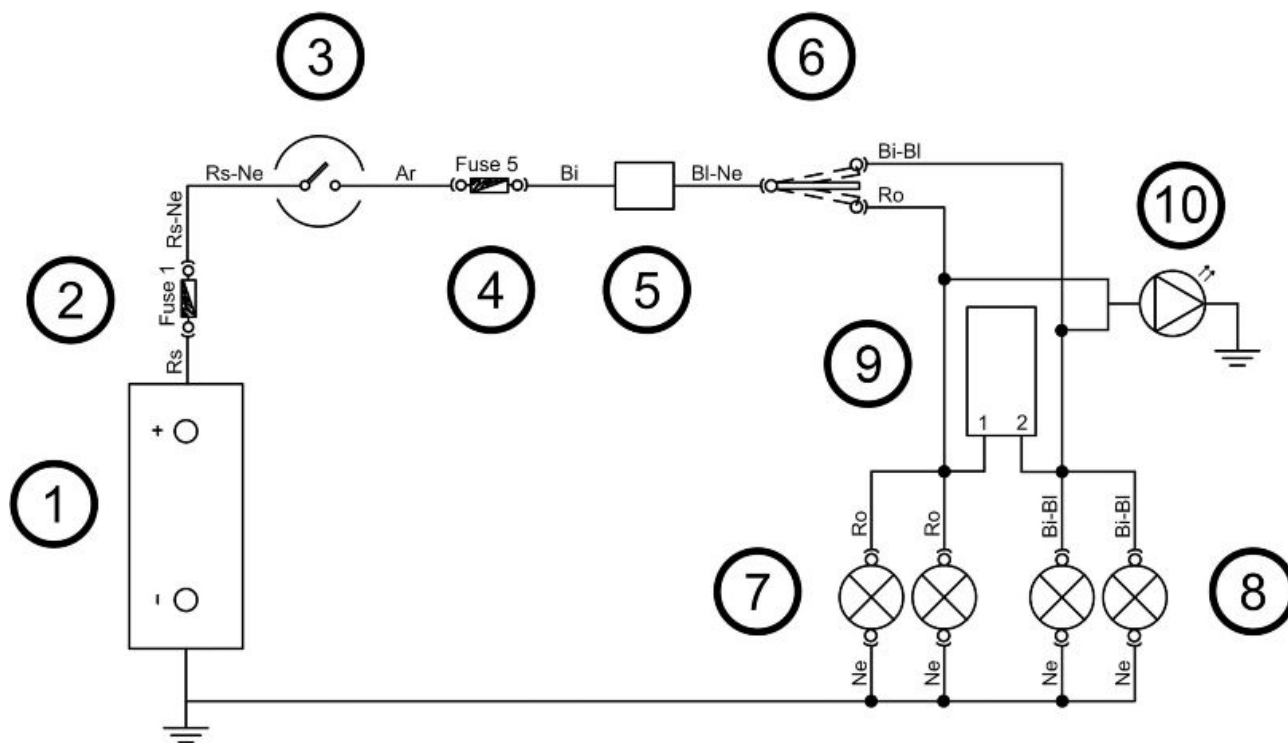 3
6
Bi-Bl
Rs-Ne
Ar
Fuse 5
Bi
Bl-Ne
Ro
10
Rs-Ne
2
Fuse 1
4
5
Rs
9
+
1 2
1
Ro
Ro
Bi-Bl
Bi-Bl
7
8
-
Ne
Ne
Ne
Ne